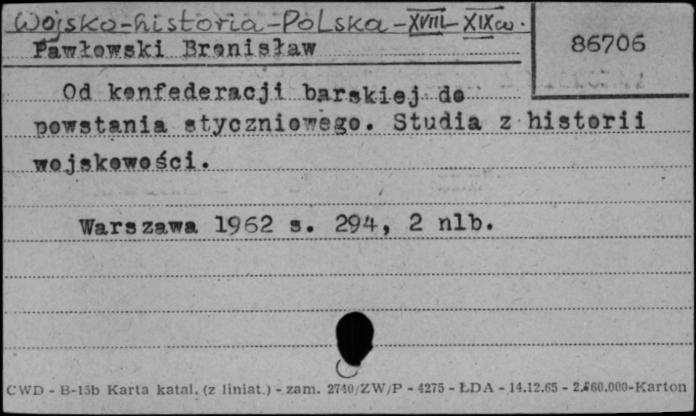 Wojsko-historia-Polska-XVIII-XIXw.
Pawłowski Bronisław
86706
Od konfederacji barskiej do
powstania styczniowego. Studia z historii
wojskowości.
Warszawa 1962 s. 294, 2 nlb.
CWD - B-15b Karta katal. (z liniat.) - zam. 2740/ZW/P - 4275 - ŁDA - 14.12.65 - 2.860.000-Karton